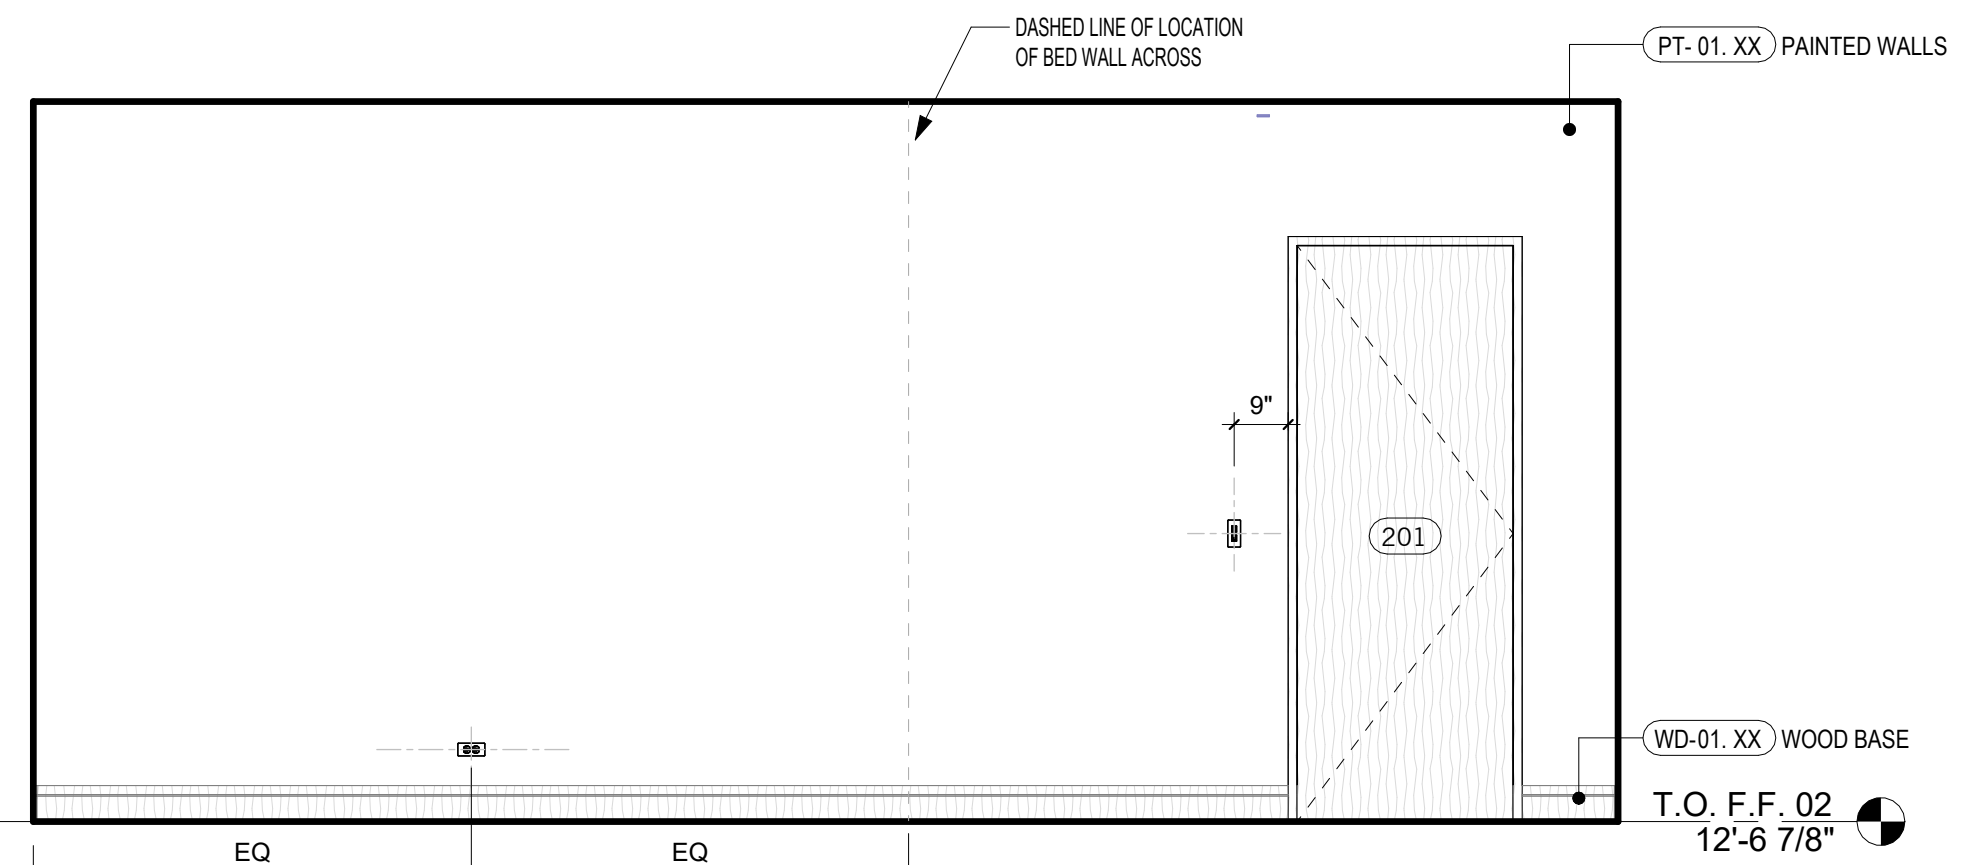 DASHED LINE OF LOCATION
OF BED WALL ACROSS
PT- 01. XX PAINTED WALLS
9"
201
WD-01. XX WOOD BASE
T.O. F.F. 02
12'-6 7/8"
EQ
EQ